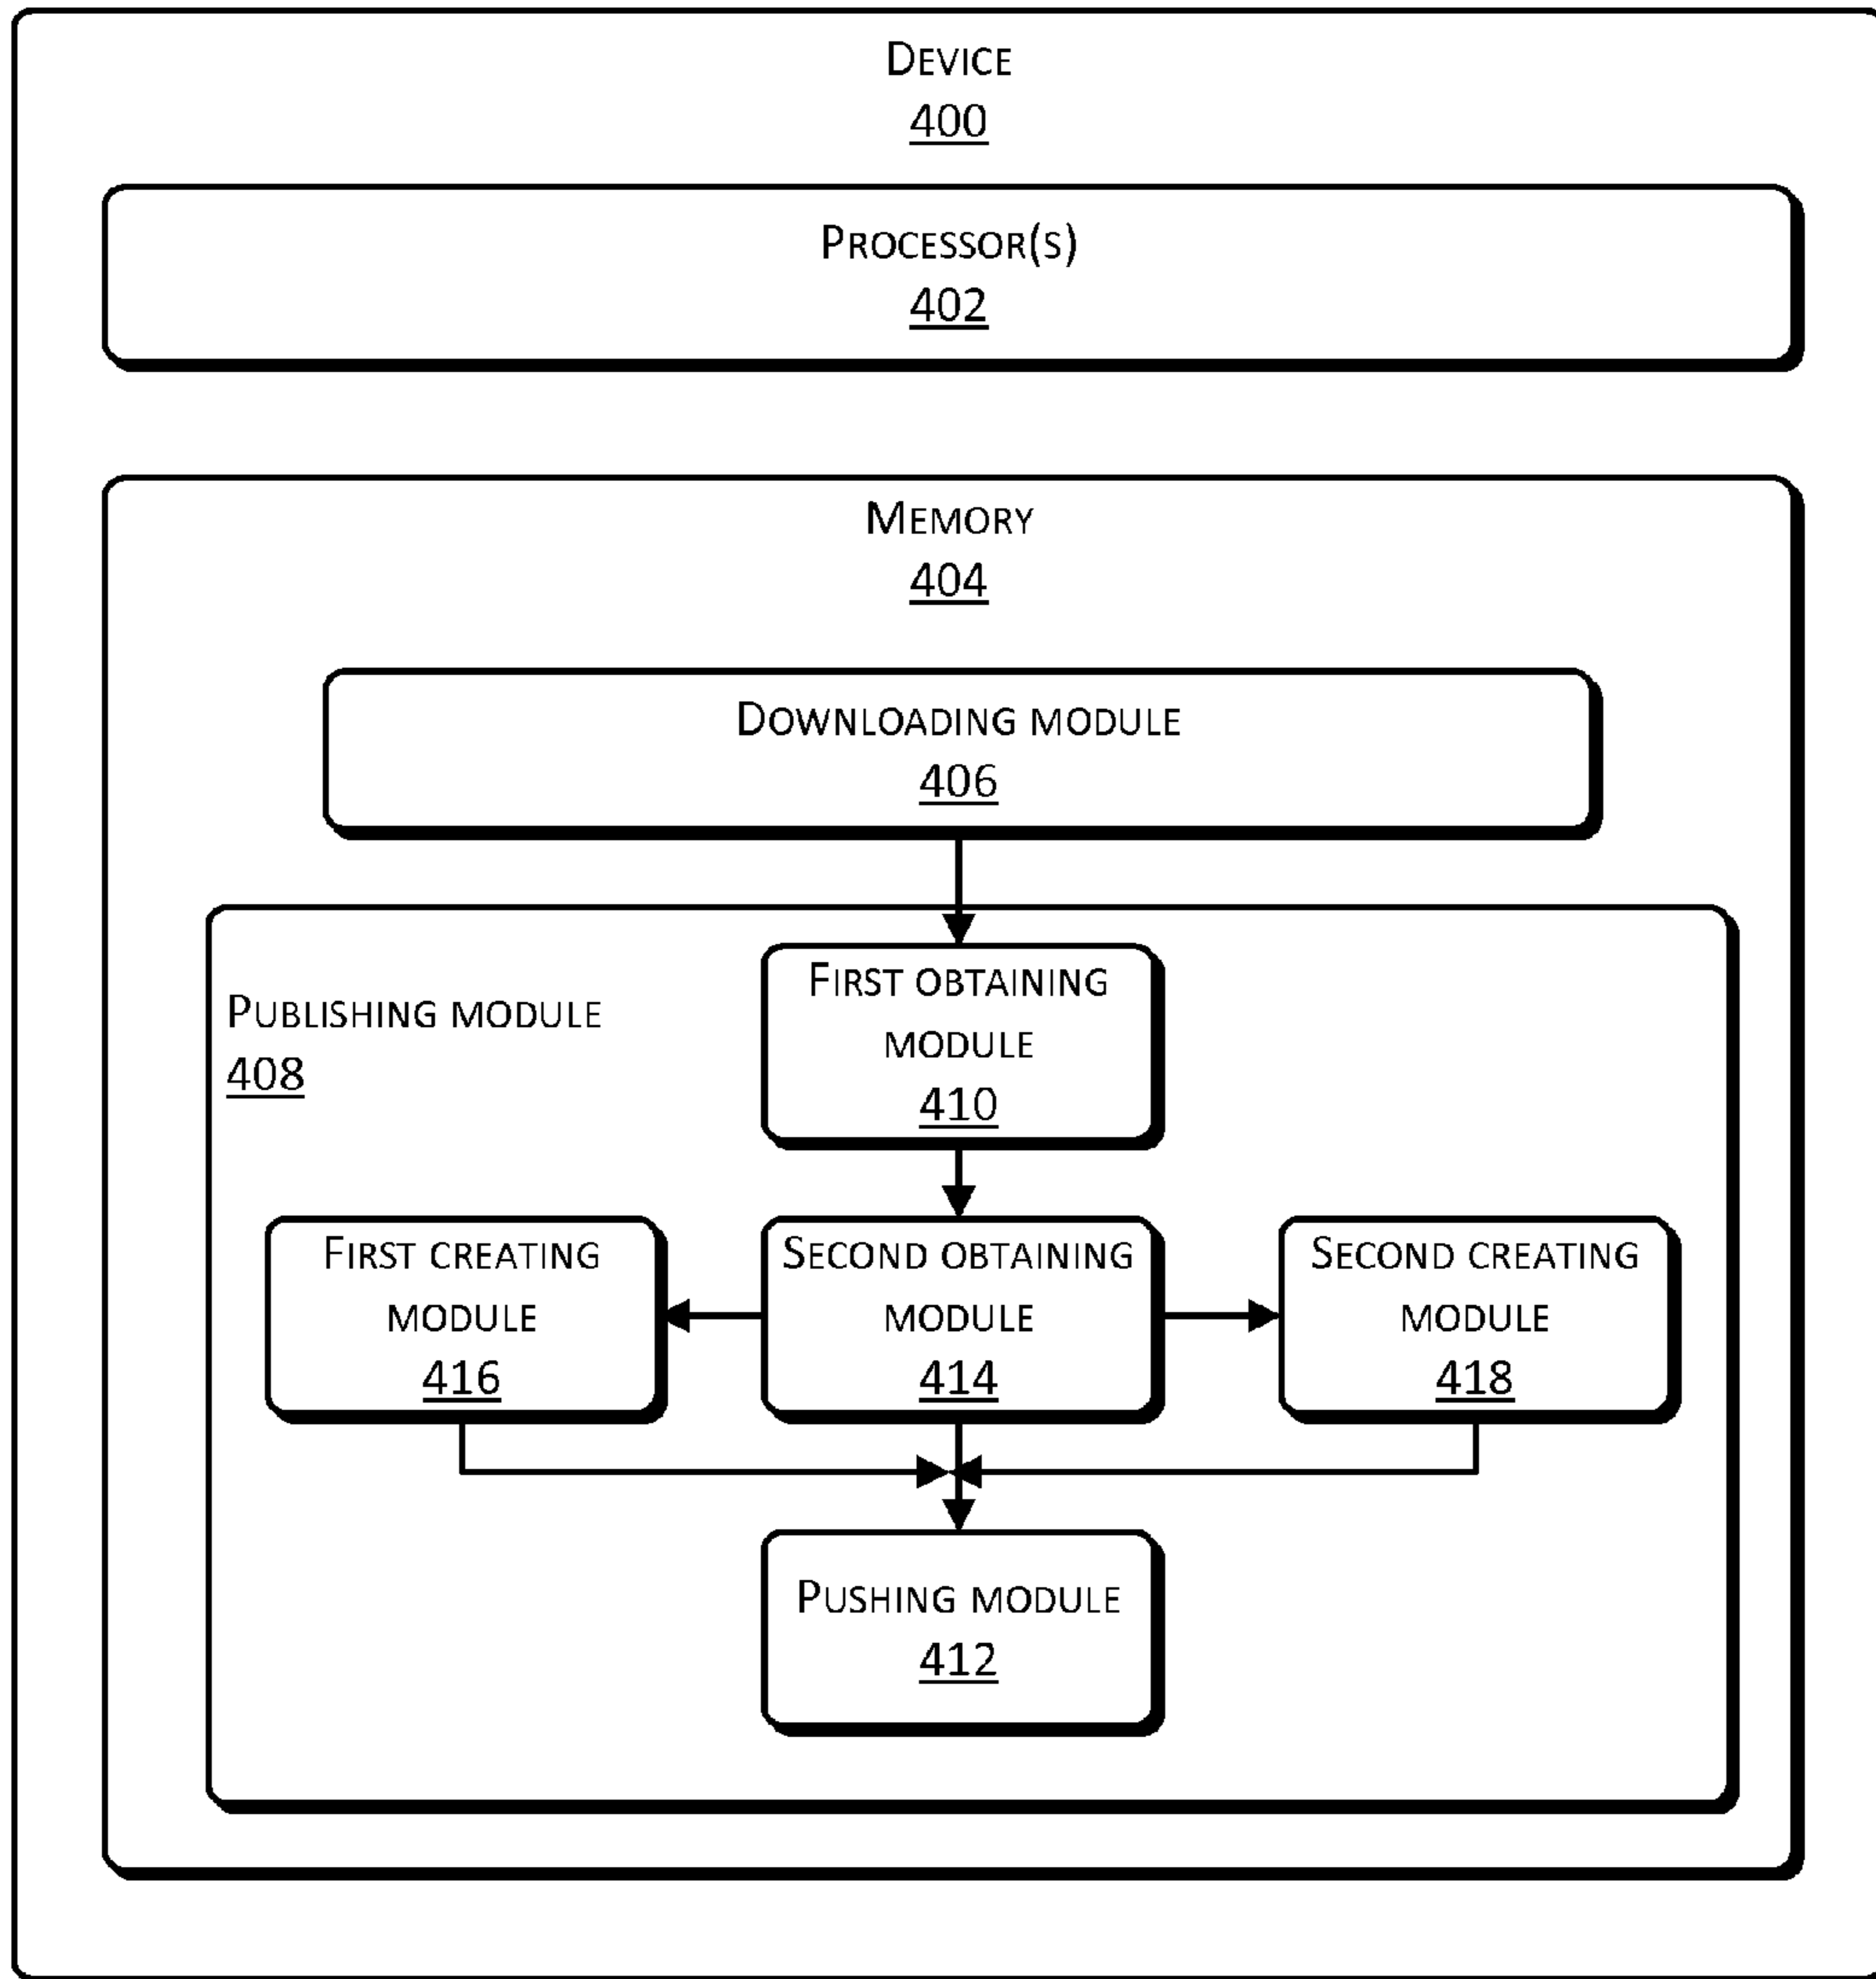 DEVICE
400
PROCESSOR(S)
402
MEMORY
404
DOWNLOADING MODULE
406
PUBLISHING MODULE
408
FIRST OBTAINING
MODULE
410
FIRST CREATING
MODULE
416
SECOND OBTAINING
MODULE
414
SECOND CREATING
MODULE
418
PUSHING MODULE
412